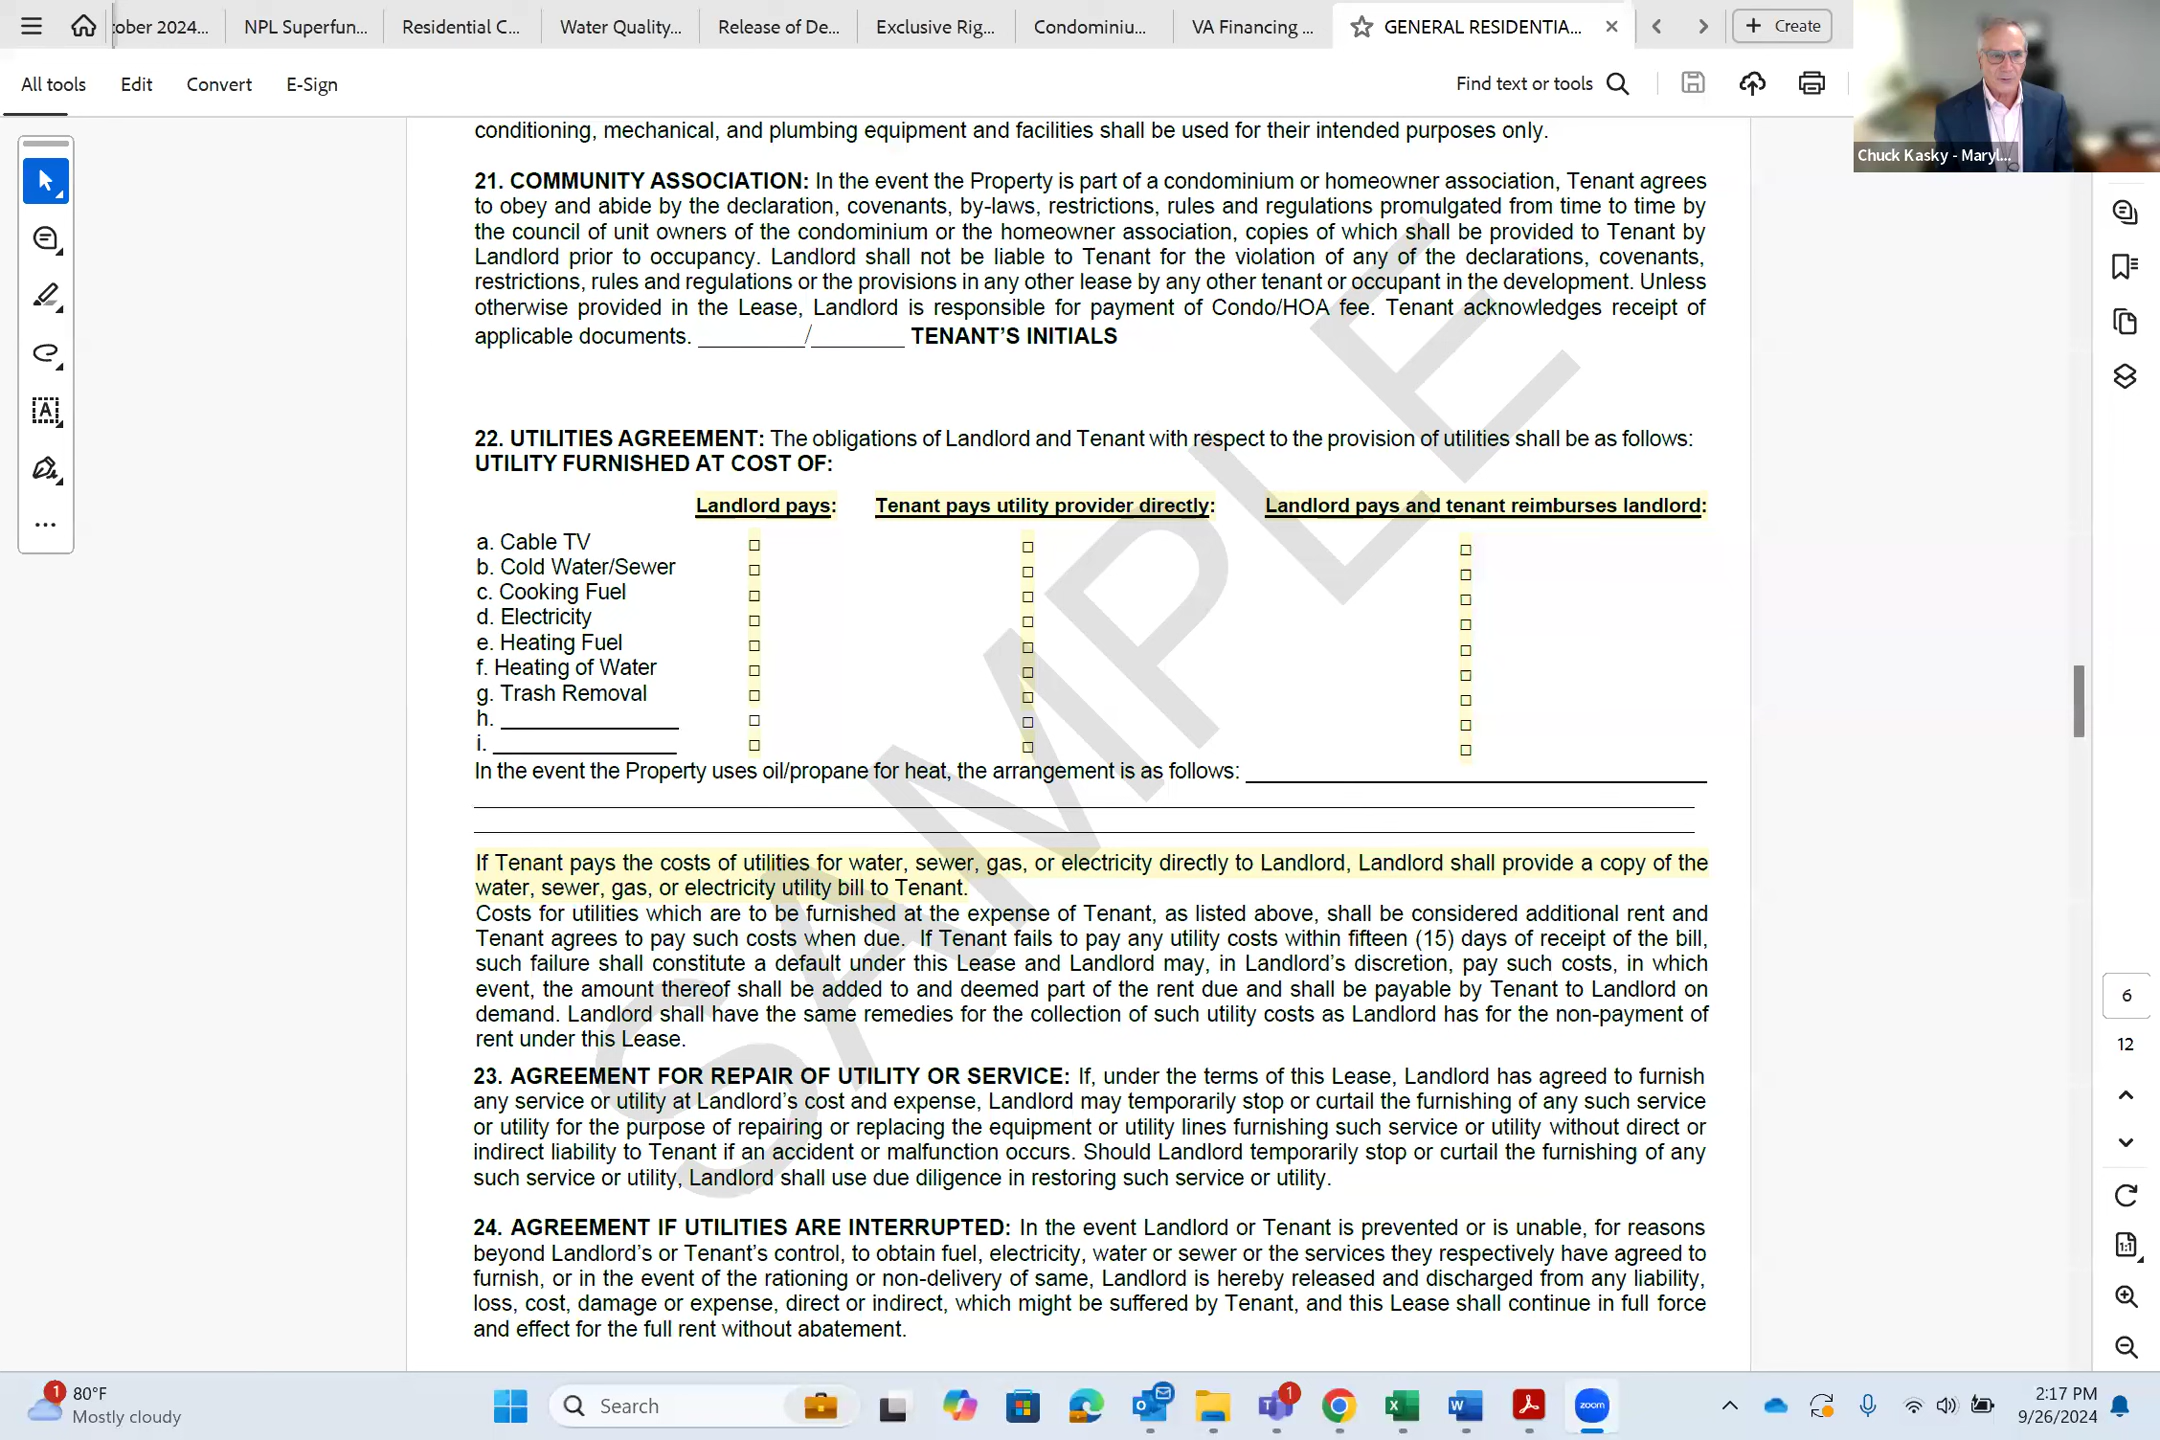 tober 2024...
NPL Superfun...
Residential C...
Water Quality...
Release of De...
Exclusive Rig...
Condominiu...
VA Financing ...
GENERAL RESIDENTIA...
Create
All tools
Edit
Convert
E-Sign
Find text or tools
Chuck Kasky - Maryl...
conditioning, mechanical, and plumbing equipment and facilities shall be used for their intended purposes only.
21. COMMUNITY ASSOCIATION: In the event the Property is part of a condominium or homeowner association, Tenant agrees
to obey and abide by the declaration, covenants, by-laws, restrictions, rules and regulations promulgated from time to time by
the council of unit owners of the condominium or the homeowner association, copies of which shall be provided to Tenant by
Landlord prior to occupancy. Landlord shall not be liable to Tenant for the violation of any of the declarations, covenants,
restrictions, rules and regulations or the provisions in any other lease by any other tenant or occupant in the development. Unless
otherwise provided in the Lease, Landlord is responsible for payment of Condo/HOA fee. Tenant acknowledges receipt of
applicable documents. _________/________ TENANT'S INITIALS
22. UTILITIES AGREEMENT: The obligations of Landlord and Tenant with respect to the provision of utilities shall be as follows:
UTILITY FURNISHED AT COST OF:
Landlord pays: Tenant pays utility provider directly: Landlord pays and tenant reimburses landlord:
a. Cable TV □ □ □
b. Cold Water/Sewer □ □ □
c. Cooking Fuel □ □ □
d. Electricity □ □ □
e. Heating Fuel □ □ □
f. Heating of Water □ □ □
g. Trash Removal □ □ □
h. _______________ □ □ □
i. _______________ □ □ □
In the event the Property uses oil/propane for heat, the arrangement is as follows: ______________________________
If Tenant pays the costs of utilities for water, sewer, gas, or electricity directly to Landlord, Landlord shall provide a copy of the
water, sewer, gas, or electricity utility bill to Tenant.
Costs for utilities which are to be furnished at the expense of Tenant, as listed above, shall be considered additional rent and
Tenant agrees to pay such costs when due. If Tenant fails to pay any utility costs within fifteen (15) days of receipt of the bill,
such failure shall constitute a default under this Lease and Landlord may, in Landlord's discretion, pay such costs, in which
event, the amount thereof shall be added to and deemed part of the rent due and shall be payable by Tenant to Landlord on
demand. Landlord shall have the same remedies for the collection of such utility costs as Landlord has for the non-payment of
rent under this Lease.
23. AGREEMENT FOR REPAIR OF UTILITY OR SERVICE: If, under the terms of this Lease, Landlord has agreed to furnish
any service or utility at Landlord's cost and expense, Landlord may temporarily stop or curtail the furnishing of any such service
or utility for the purpose of repairing or replacing the equipment or utility lines furnishing such service or utility without direct or
indirect liability to Tenant if an accident or malfunction occurs. Should Landlord temporarily stop or curtail the furnishing of any
such service or utility, Landlord shall use due diligence in restoring such service or utility.
24. AGREEMENT IF UTILITIES ARE INTERRUPTED: In the event Landlord or Tenant is prevented or is unable, for reasons
beyond Landlord's or Tenant's control, to obtain fuel, electricity, water or sewer or the services they respectively have agreed to
furnish, or in the event of the rationing or non-delivery of same, Landlord is hereby released and discharged from any liability,
loss, cost, damage or expense, direct or indirect, which might be suffered by Tenant, and this Lease shall continue in full force
and effect for the full rent without abatement.
SAMPLE
6
12
1
80°F
Mostly cloudy
Search
1
zoom
2:17 PM
9/26/2024